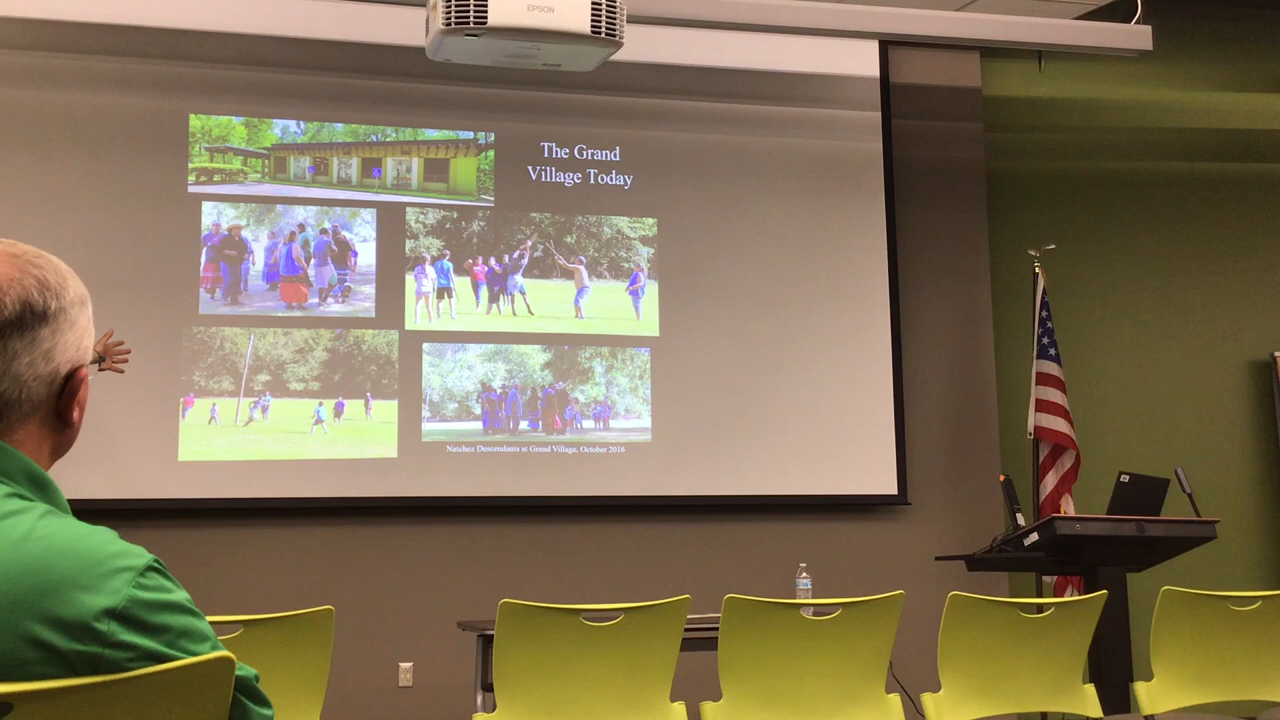 EPSON
The Grand
Village Today
Natchez Descendants at Grand Village, October 2016